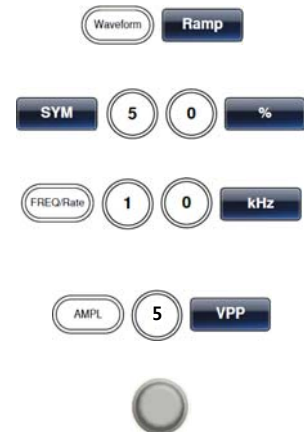 Waveform Ramp
SYM 5 0 %
FREQ/Rate 1 0 kHz
AMPL 5 VPP